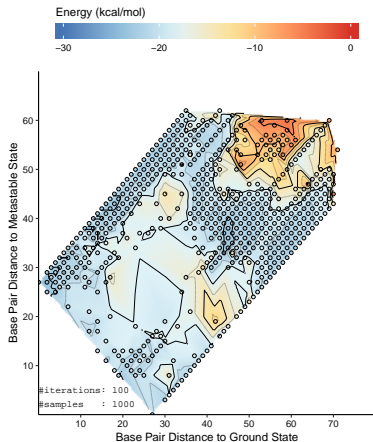 Energy (kcal/mol)
−30 −20 −10 0
Base Pair Distance to Metastable State
60
50
40
30
20
10
#iterations: 100
#samples   : 1000
10 20 30 40 50 60 70
Base Pair Distance to Ground State